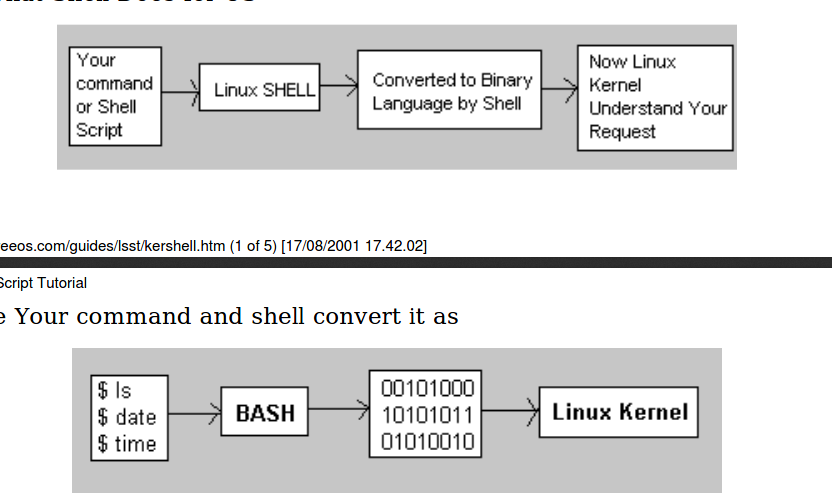 Your
command
or Shell
Script
Linux SHELL
Converted to Binary
Language by Shell
Now Linux
Kernel
Understand Your
Request
eeos.com/guides/lsst/kershell.htm (1 of 5) [17/08/2001 17.42.02]
Script Tutorial
e Your command and shell convert it as
$ ls
$ date
$ time
BASH
00101000
10101011
01010010
Linux Kernel